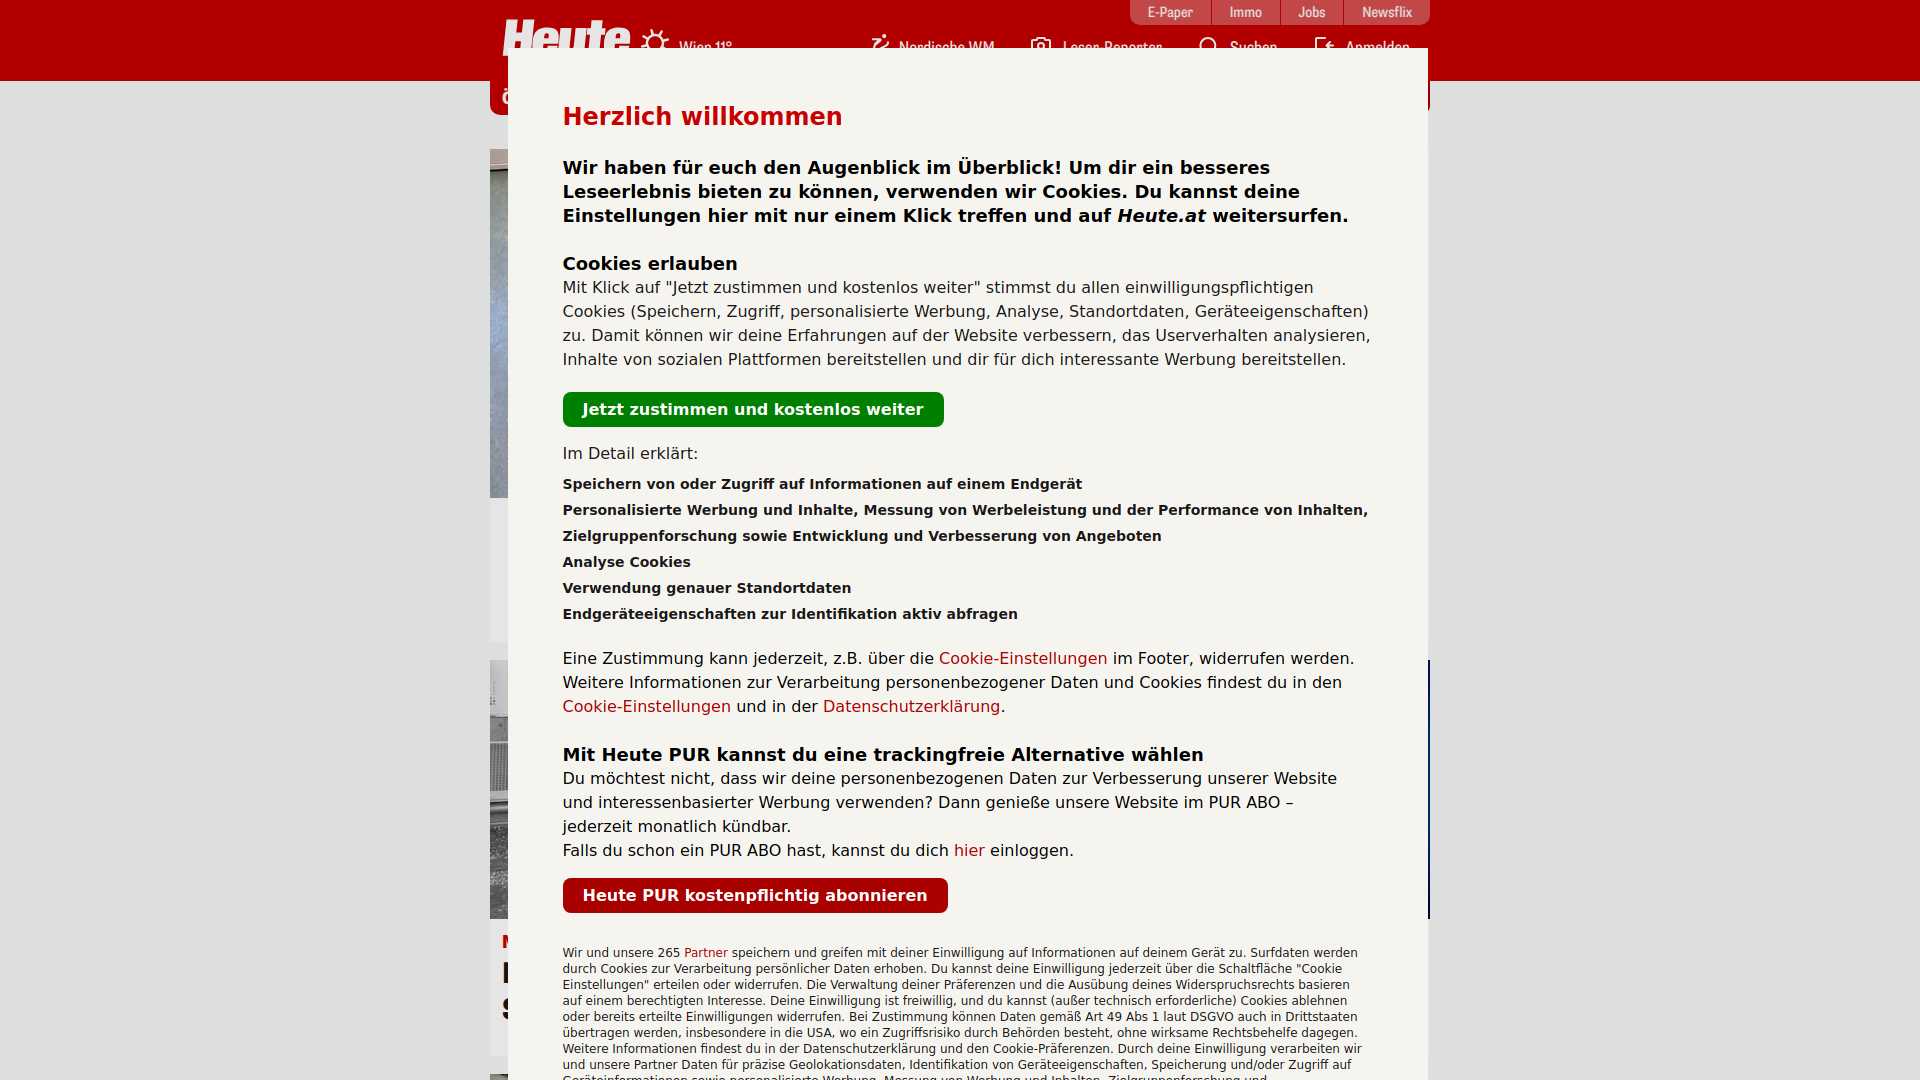 E-Paper Immo Jobs Newsflix
Heute Wien 11° Nordische WM Leser-Reporter Suchen Anmelden
Herzlich willkommen
Wir haben für euch den Augenblick im Überblick! Um dir ein besseres
Leseerlebnis bieten zu können, verwenden wir Cookies. Du kannst deine
Einstellungen hier mit nur einem Klick treffen und auf Heute.at weitersurfen.
Cookies erlauben
Mit Klick auf "Jetzt zustimmen und kostenlos weiter" stimmst du allen einwilligungspflichtigen
Cookies (Speichern, Zugriff, personalisierte Werbung, Analyse, Standortdaten, Geräteeigenschaften)
zu. Damit können wir deine Erfahrungen auf der Website verbessern, das Userverhalten analysieren,
Inhalte von sozialen Plattformen bereitstellen und dir für dich interessante Werbung bereitstellen.
Jetzt zustimmen und kostenlos weiter
Im Detail erklärt:
Speichern von oder Zugriff auf Informationen auf einem Endgerät
Personalisierte Werbung und Inhalte, Messung von Werbeleistung und der Performance von Inhalten,
Zielgruppenforschung sowie Entwicklung und Verbesserung von Angeboten
Analyse Cookies
Verwendung genauer Standortdaten
Endgeräteeigenschaften zur Identifikation aktiv abfragen
Eine Zustimmung kann jederzeit, z.B. über die Cookie-Einstellungen im Footer, widerrufen werden.
Weitere Informationen zur Verarbeitung personenbezogener Daten und Cookies findest du in den
Cookie-Einstellungen und in der Datenschutzerklärung.
Mit Heute PUR kannst du eine trackingfreie Alternative wählen
Du möchtest nicht, dass wir deine personenbezogenen Daten zur Verbesserung unserer Website
und interessenbasierter Werbung verwenden? Dann genieße unsere Website im PUR ABO –
jederzeit monatlich kündbar.
Falls du schon ein PUR ABO hast, kannst du dich hier einloggen.
Heute PUR kostenpflichtig abonnieren
Wir und unsere 265 Partner speichern und greifen mit deiner Einwilligung auf Informationen auf deinem Gerät zu. Surfdaten werden
durch Cookies zur Verarbeitung persönlicher Daten erhoben. Du kannst deine Einwilligung jederzeit über die Schaltfläche "Cookie
Einstellungen" erteilen oder widerrufen. Die Verwaltung deiner Präferenzen und die Ausübung deines Widerspruchsrechts basieren
auf einem berechtigten Interesse. Deine Einwilligung ist freiwillig, und du kannst (außer technisch erforderliche) Cookies ablehnen
oder bereits erteilte Einwilligungen widerrufen. Bei Zustimmung können Daten gemäß Art 49 Abs 1 laut DSGVO auch in Drittstaaten
übertragen werden, insbesondere in die USA, wo ein Zugriffsrisiko durch Behörden besteht, ohne wirksame Rechtsbehelfe dagegen.
Weitere Informationen findest du in der Datenschutzerklärung und den Cookie-Präferenzen. Durch deine Einwilligung verarbeiten wir
und unsere Partner Daten für präzise Geolokationsdaten, Identifikation von Geräteeigenschaften, Speicherung und/oder Zugriff auf
Geräteinformationen sowie personalisierte Werbung, Messung von Werbung und Inhalten, Zielgruppenforschung und